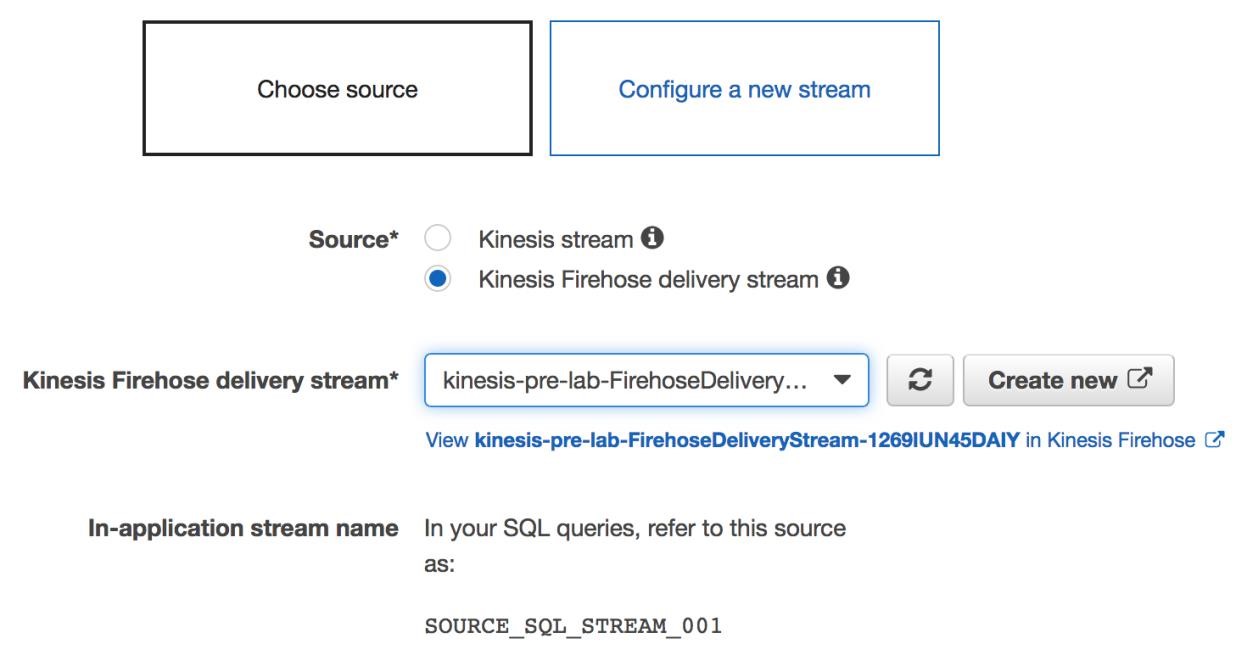 Choose source
Configure a new stream
Source*
Kinesis stream
Kinesis Firehose delivery stream
Kinesis Firehose delivery stream*
kinesis-pre-lab-FirehoseDelivery...
Create new
View kinesis-pre-lab-FirehoseDeliveryStream-1269IUN45DAIY in Kinesis Firehose
In-application stream name
In your SQL queries, refer to this source
as:
SOURCE_SQL_STREAM_001